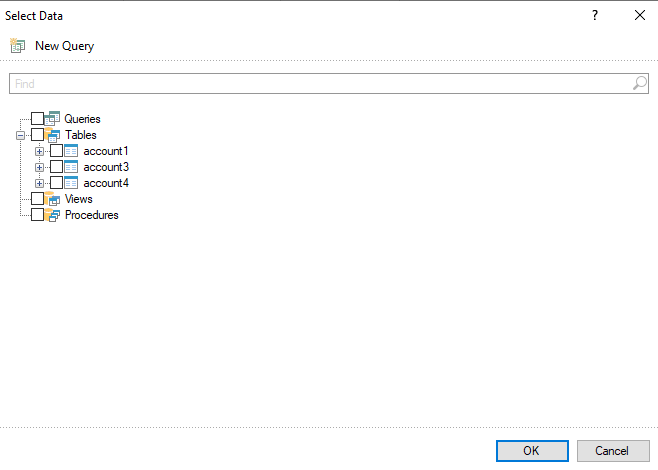 Select Data
?
New Query
Find
Queries
Tables
account1
account3
account4
Views
Procedures
OK
Cancel